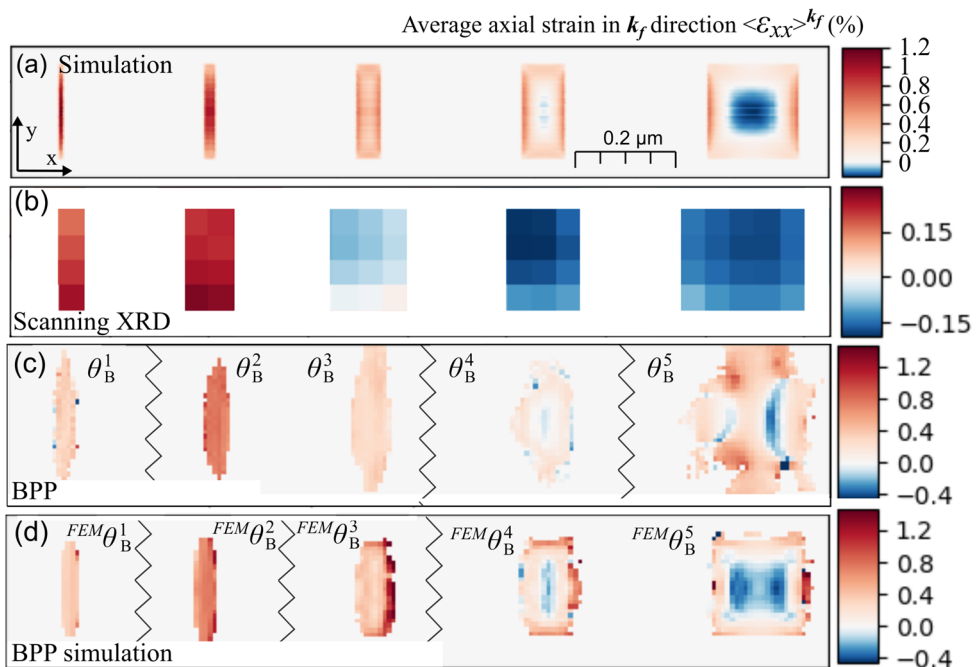 Average axial strain in k_f direction <ε_xx>^k_f (%)
(a) Simulation
y
x
0.2 μm
1.2
1
0.8
0.6
0.4
0.2
0
(b)
Scanning XRD
0.15
0.00
−0.15
(c) θ_B^1 θ_B^2 θ_B^3 θ_B^4 θ_B^5
BPP
1.2
0.8
0.4
0.0
−0.4
(d) FEMθ_B^1 FEMθ_B^2 FEMθ_B^3 FEMθ_B^4 FEMθ_B^5
BPP simulation
1.2
0.8
0.4
0.0
−0.4